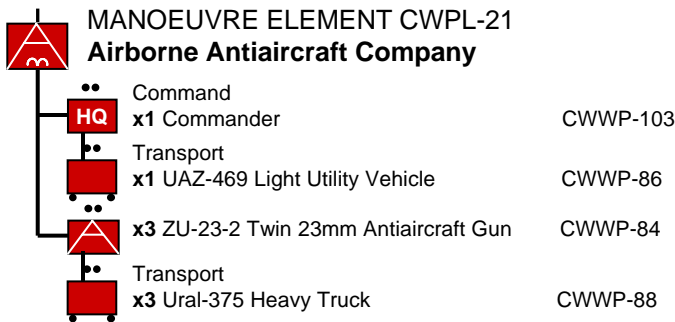 MANOEUVRE ELEMENT CWPL-21
Airborne Antiaircraft Company
Command
HQ x1 Commander CWWP-103
Transport
x1 UAZ-469 Light Utility Vehicle CWWP-86
x3 ZU-23-2 Twin 23mm Antiaircraft Gun CWWP-84
Transport
x3 Ural-375 Heavy Truck CWWP-88